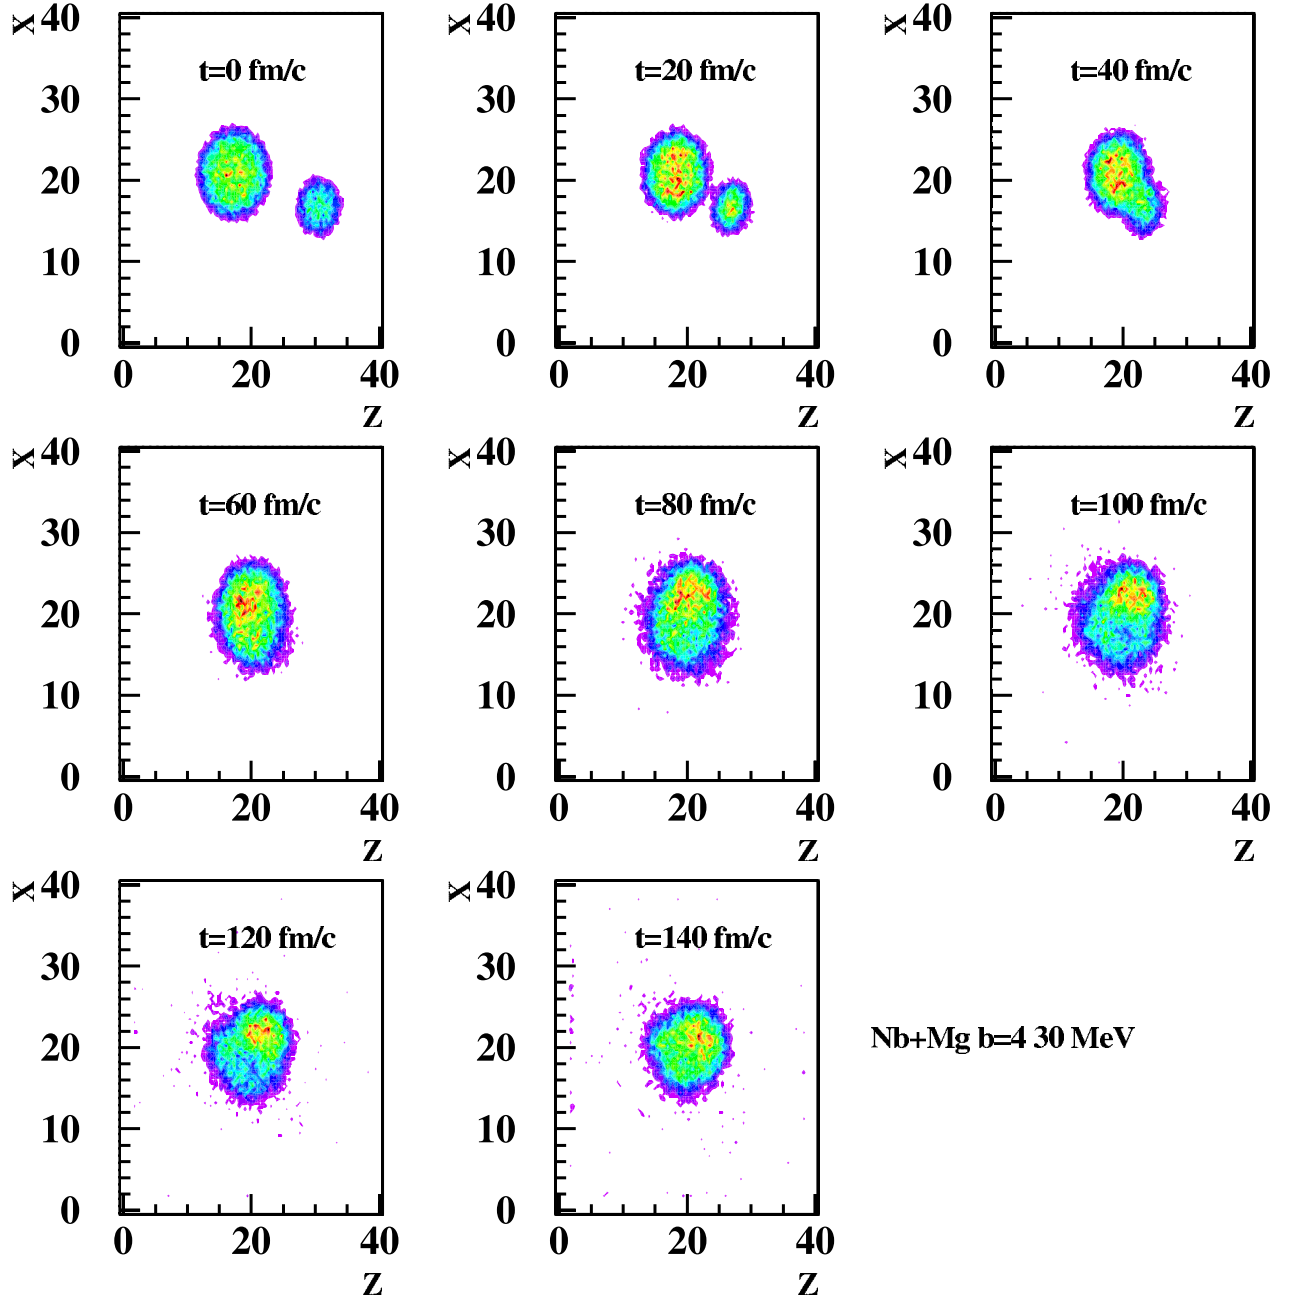 X 40 30 20 10 0
t=0 fm/c
0 20 40
Z
X 40 30 20 10 0
t=20 fm/c
0 20 40
Z
X 40 30 20 10 0
t=40 fm/c
0 20 40
Z
X 40 30 20 10 0
t=60 fm/c
0 20 40
Z
X 40 30 20 10 0
t=80 fm/c
0 20 40
Z
X 40 30 20 10 0
t=100 fm/c
0 20 40
Z
X 40 30 20 10 0
t=120 fm/c
0 20 40
Z
X 40 30 20 10 0
t=140 fm/c
0 20 40
Z
Nb+Mg b=4 30 MeV